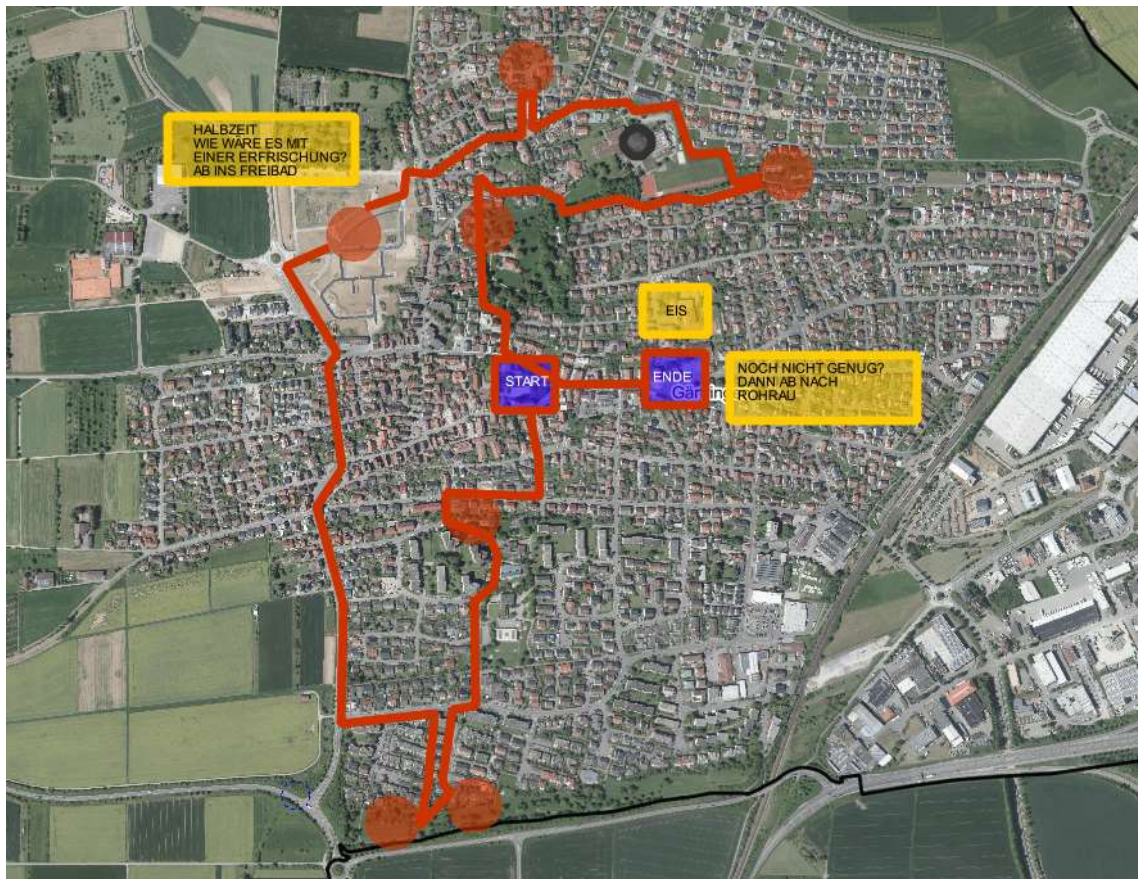 HALBZEIT
WIE WÄRE ES MIT
EINER ERFRISCHUNG?
AB INS FREIBAD
EIS
START
ENDE
NOCH NICHT GENUG?
DANN AB NACH
ROHRAU